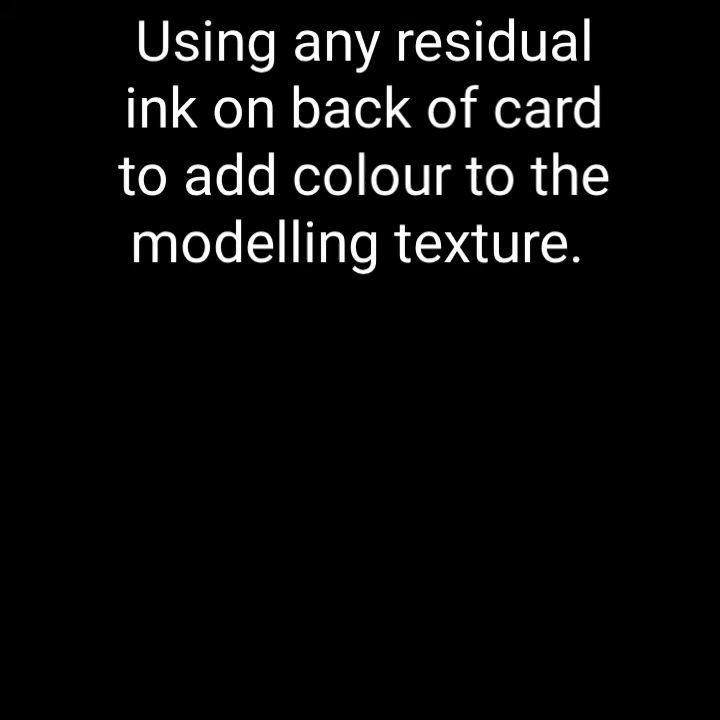 Using any residual
ink on back of card
to add colour to the
modelling texture.